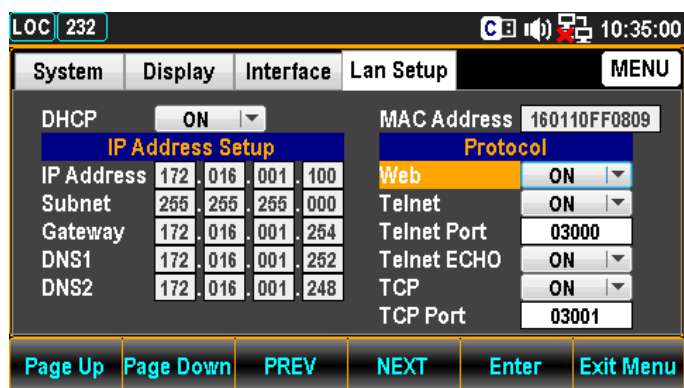 LOC 232 C 10:35:00
System Display Interface Lan Setup MENU
DHCP ON
IP Address Setup
IP Address 172 . 016 . 001 . 100
Subnet 255 . 255 . 255 . 000
Gateway 172 . 016 . 001 . 254
DNS1 172 . 016 . 001 . 252
DNS2 172 . 016 . 001 . 248
MAC Address 160110FF0809
Protocol
Web ON
Telnet ON
Telnet Port 03000
Telnet ECHO ON
TCP ON
TCP Port 03001
Page Up Page Down PREV NEXT Enter Exit Menu